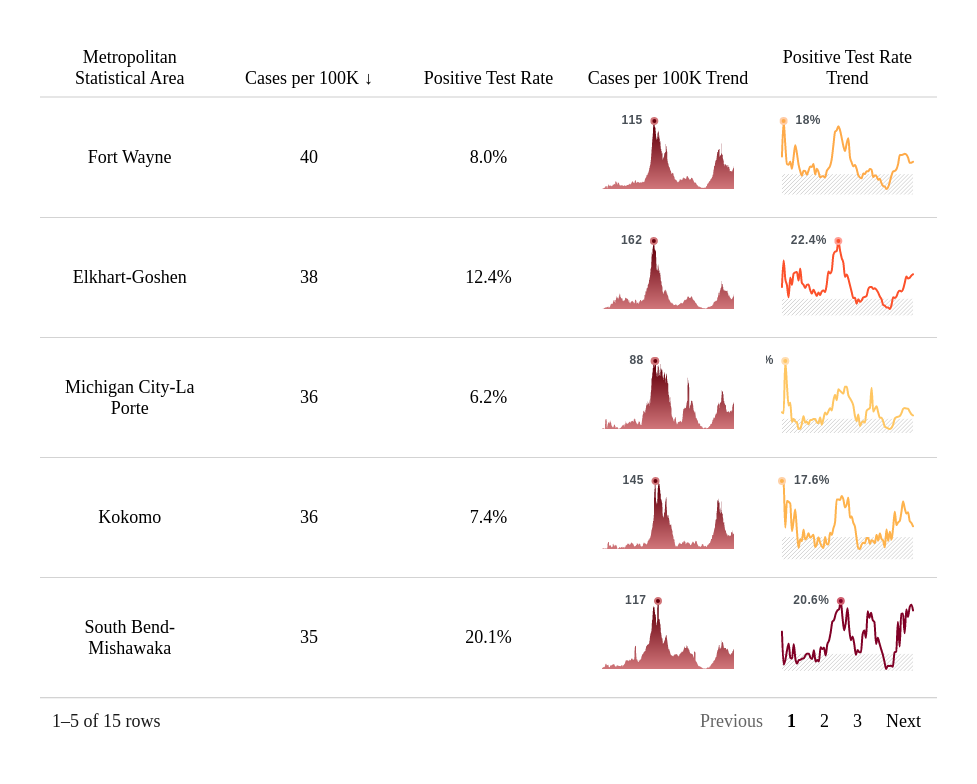 Metropolitan
Statistical Area
Cases per 100K ↓
Positive Test Rate
Cases per 100K Trend
Positive Test Rate
Trend
Fort Wayne
40
8.0%
115
18%
Elkhart-Goshen
38
12.4%
162
22.4%
Michigan City-La
Porte
36
6.2%
88
%
Kokomo
36
7.4%
145
17.6%
South Bend-
Mishawaka
35
20.1%
117
20.6%
1–5 of 15 rows
Previous 1 2 3 Next